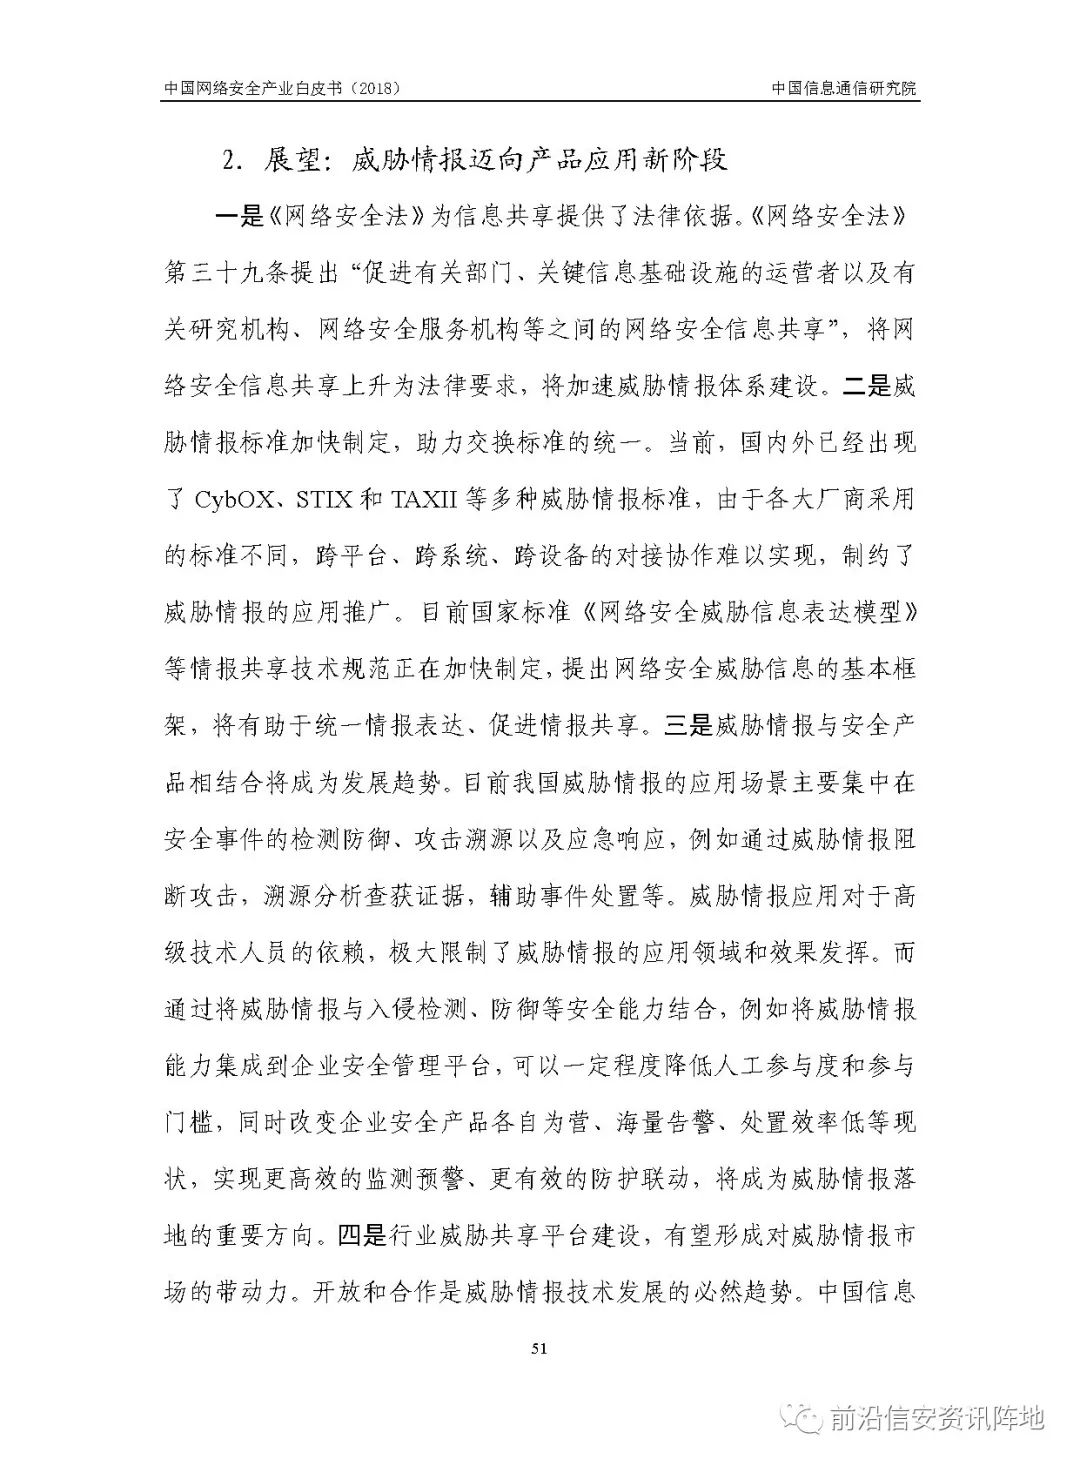 中国网络安全产业白皮书（2018） 中国信息通信研究院
2．展望：威胁情报迈向产品应用新阶段
一是《网络安全法》为信息共享提供了法律依据。《网络安全法》
第三十九条提出“促进有关部门、关键信息基础设施的运营者以及有
关研究机构、网络安全服务机构等之间的网络安全信息共享”，将网
络安全信息共享上升为法律要求，将加速威胁情报体系建设。二是威
胁情报标准加快制定，助力交换标准的统一。当前，国内外已经出现
了 CybOX、STIX 和 TAXII 等多种威胁情报标准，由于各大厂商采用
的标准不同，跨平台、跨系统、跨设备的对接协作难以实现，制约了
威胁情报的应用推广。目前国家标准《网络安全威胁信息表达模型》
等情报共享技术规范正在加快制定，提出网络安全威胁信息的基本框
架，将有助于统一情报表达、促进情报共享。三是威胁情报与安全产
品相结合将成为发展趋势。目前我国威胁情报的应用场景主要集中在
安全事件的检测防御、攻击溯源以及应急响应，例如通过威胁情报阻
断攻击，溯源分析查获证据，辅助事件处置等。威胁情报应用对于高
级技术人员的依赖，极大限制了威胁情报的应用领域和效果发挥。而
通过将威胁情报与入侵检测、防御等安全能力结合，例如将威胁情报
能力集成到企业安全管理平台，可以一定程度降低人工参与度和参与
门槛，同时改变企业安全产品各自为营、海量告警、处置效率低等现
状，实现更高效的监测预警、更有效的防护联动，将成为威胁情报落
地的重要方向。四是行业威胁共享平台建设，有望形成对威胁情报市
场的带动力。开放和合作是威胁情报技术发展的必然趋势。中国信息
51
前沿信安资讯阵地